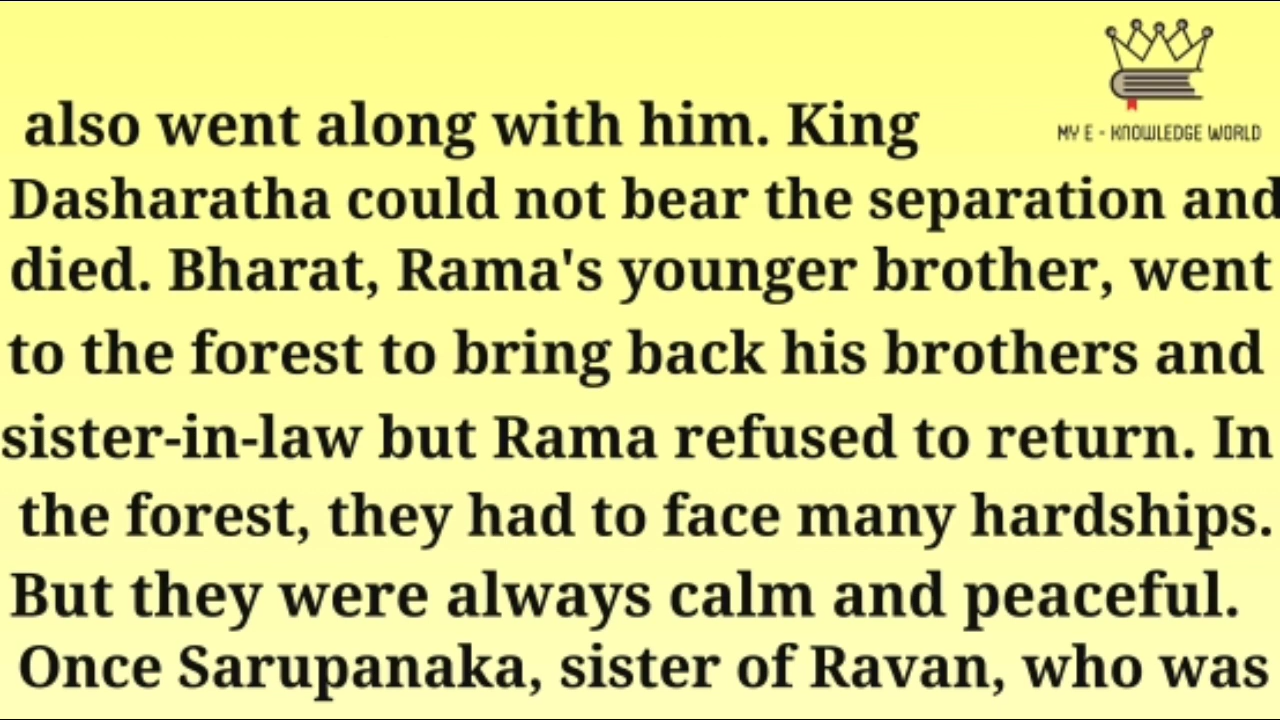 MY E - KNOWLEDGE WORLD
also went along with him. King
Dasharatha could not bear the separation and
died. Bharat, Rama's younger brother, went
to the forest to bring back his brothers and
sister-in-law but Rama refused to return. In
the forest, they had to face many hardships.
But they were always calm and peaceful.
Once Sarupanaka, sister of Ravan, who was